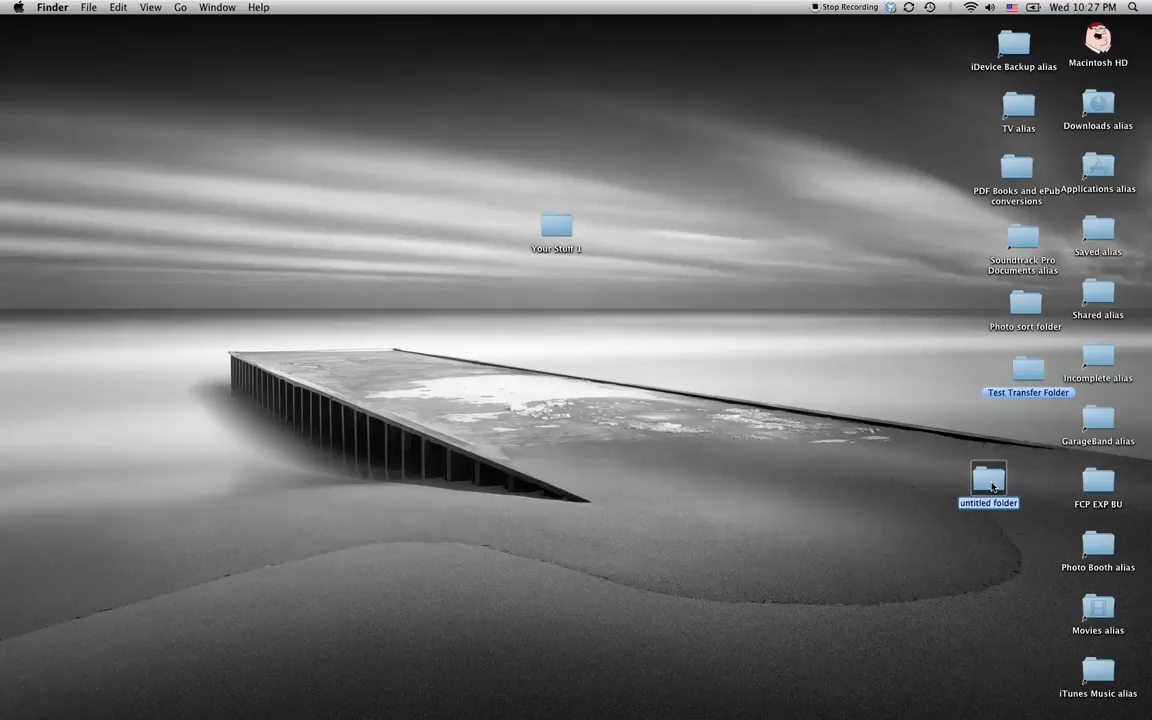 Finder File Edit View Go Window Help
Stop Recording
Wed 10:27 PM
iDevice Backup alias
Macintosh HD
TV alias
Downloads alias
PDF Books and ePub
conversions
Applications alias
Your Stuff 1
Soundtrack Pro
Documents alias
Saved alias
Photo sort folder
Shared alias
Test Transfer Folder
Incomplete alias
GarageBand alias
untitled folder
FCP EXP BU
Photo Booth alias
Movies alias
iTunes Music alias